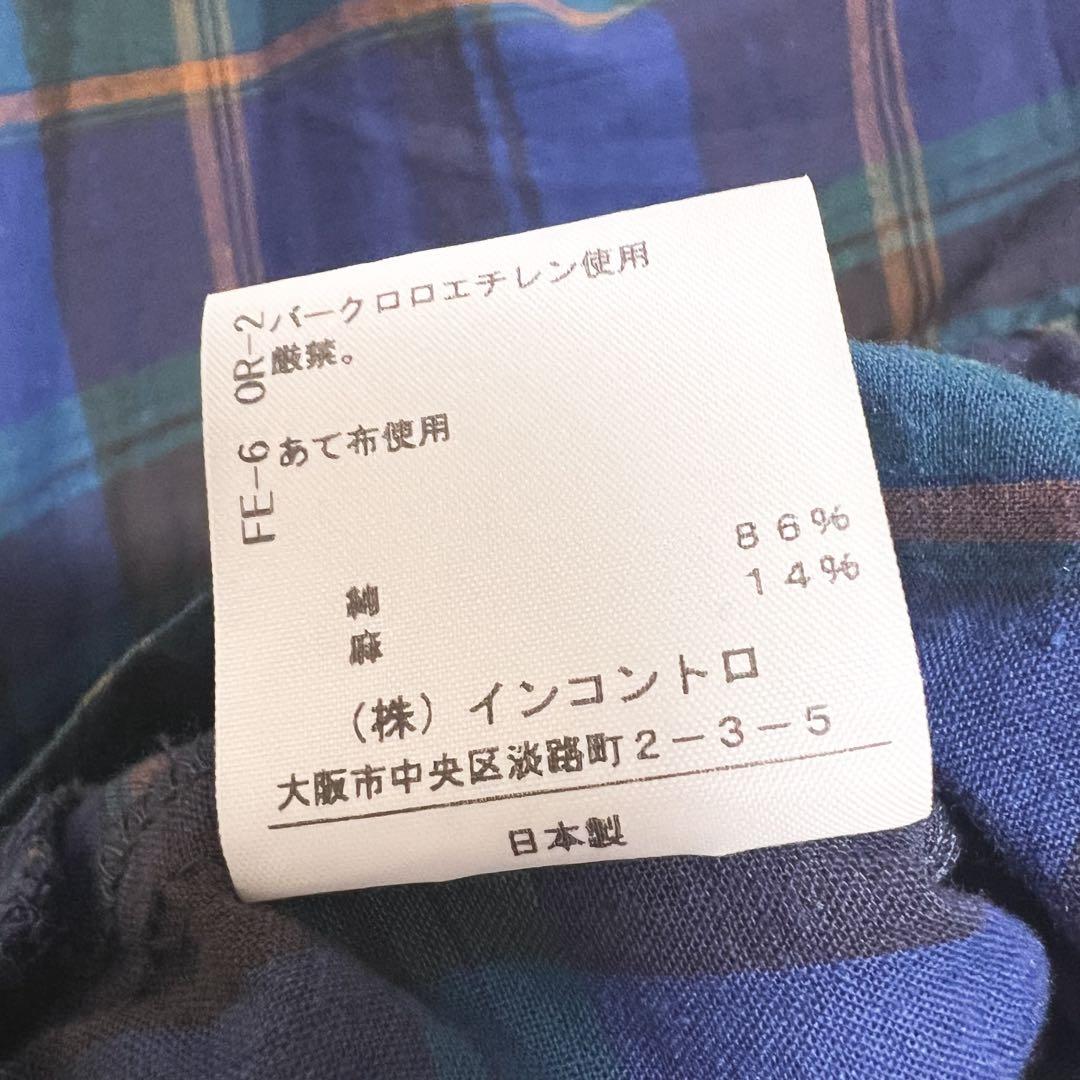 パークロロエチレン使用
厳禁。
あて布使用
綿 86%
麻 14%
(株)インコントロ
大阪市中央区淡路町2-3-5
日本製
OR-2
FE-6